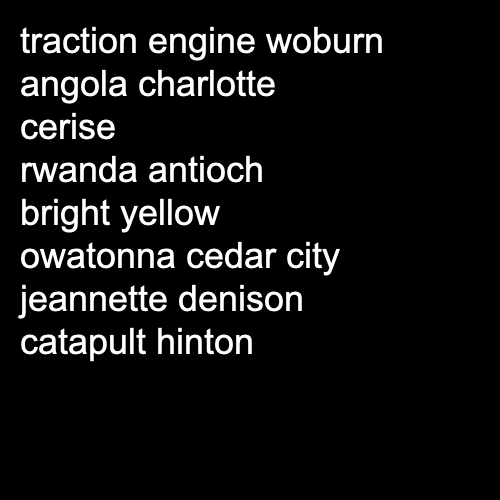 traction engine woburn
angola charlotte
cerise
rwanda antioch
bright yellow
owatonna cedar city
jeannette denison
catapult hinton